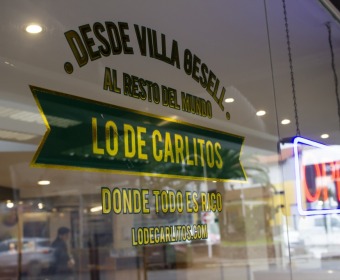 DESDE VILLA GESELL
AL RESTO DEL MUNDO
LO DE CARLITOS
DONDE TODO ES RICO
LODECARLITOS.COM